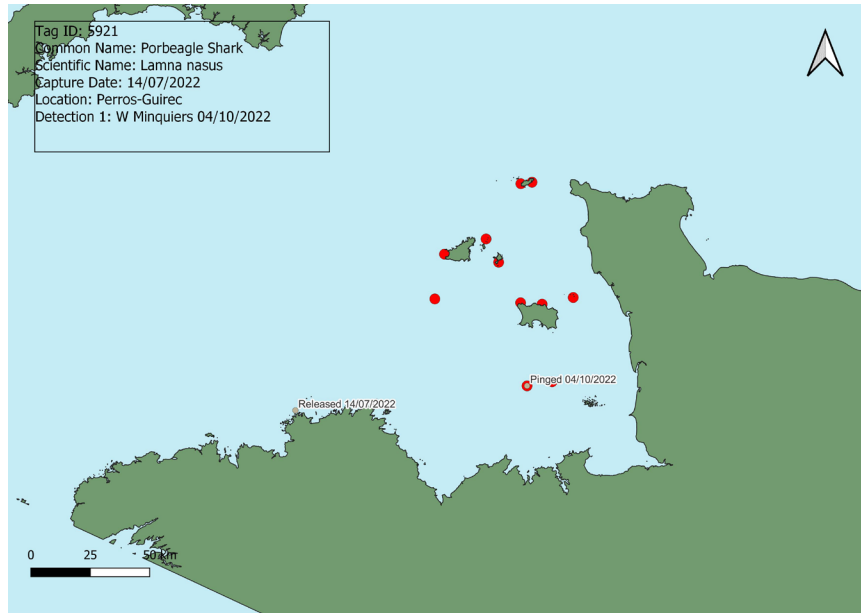 Tag ID: 5921
Common Name: Porbeagle Shark
Scientific Name: Lamna nasus
Capture Date: 14/07/2022
Location: Perros-Guirec
Detection 1: W Minquiers 04/10/2022
Pinged 04/10/2022
Released 14/07/2022
0 25 50 km